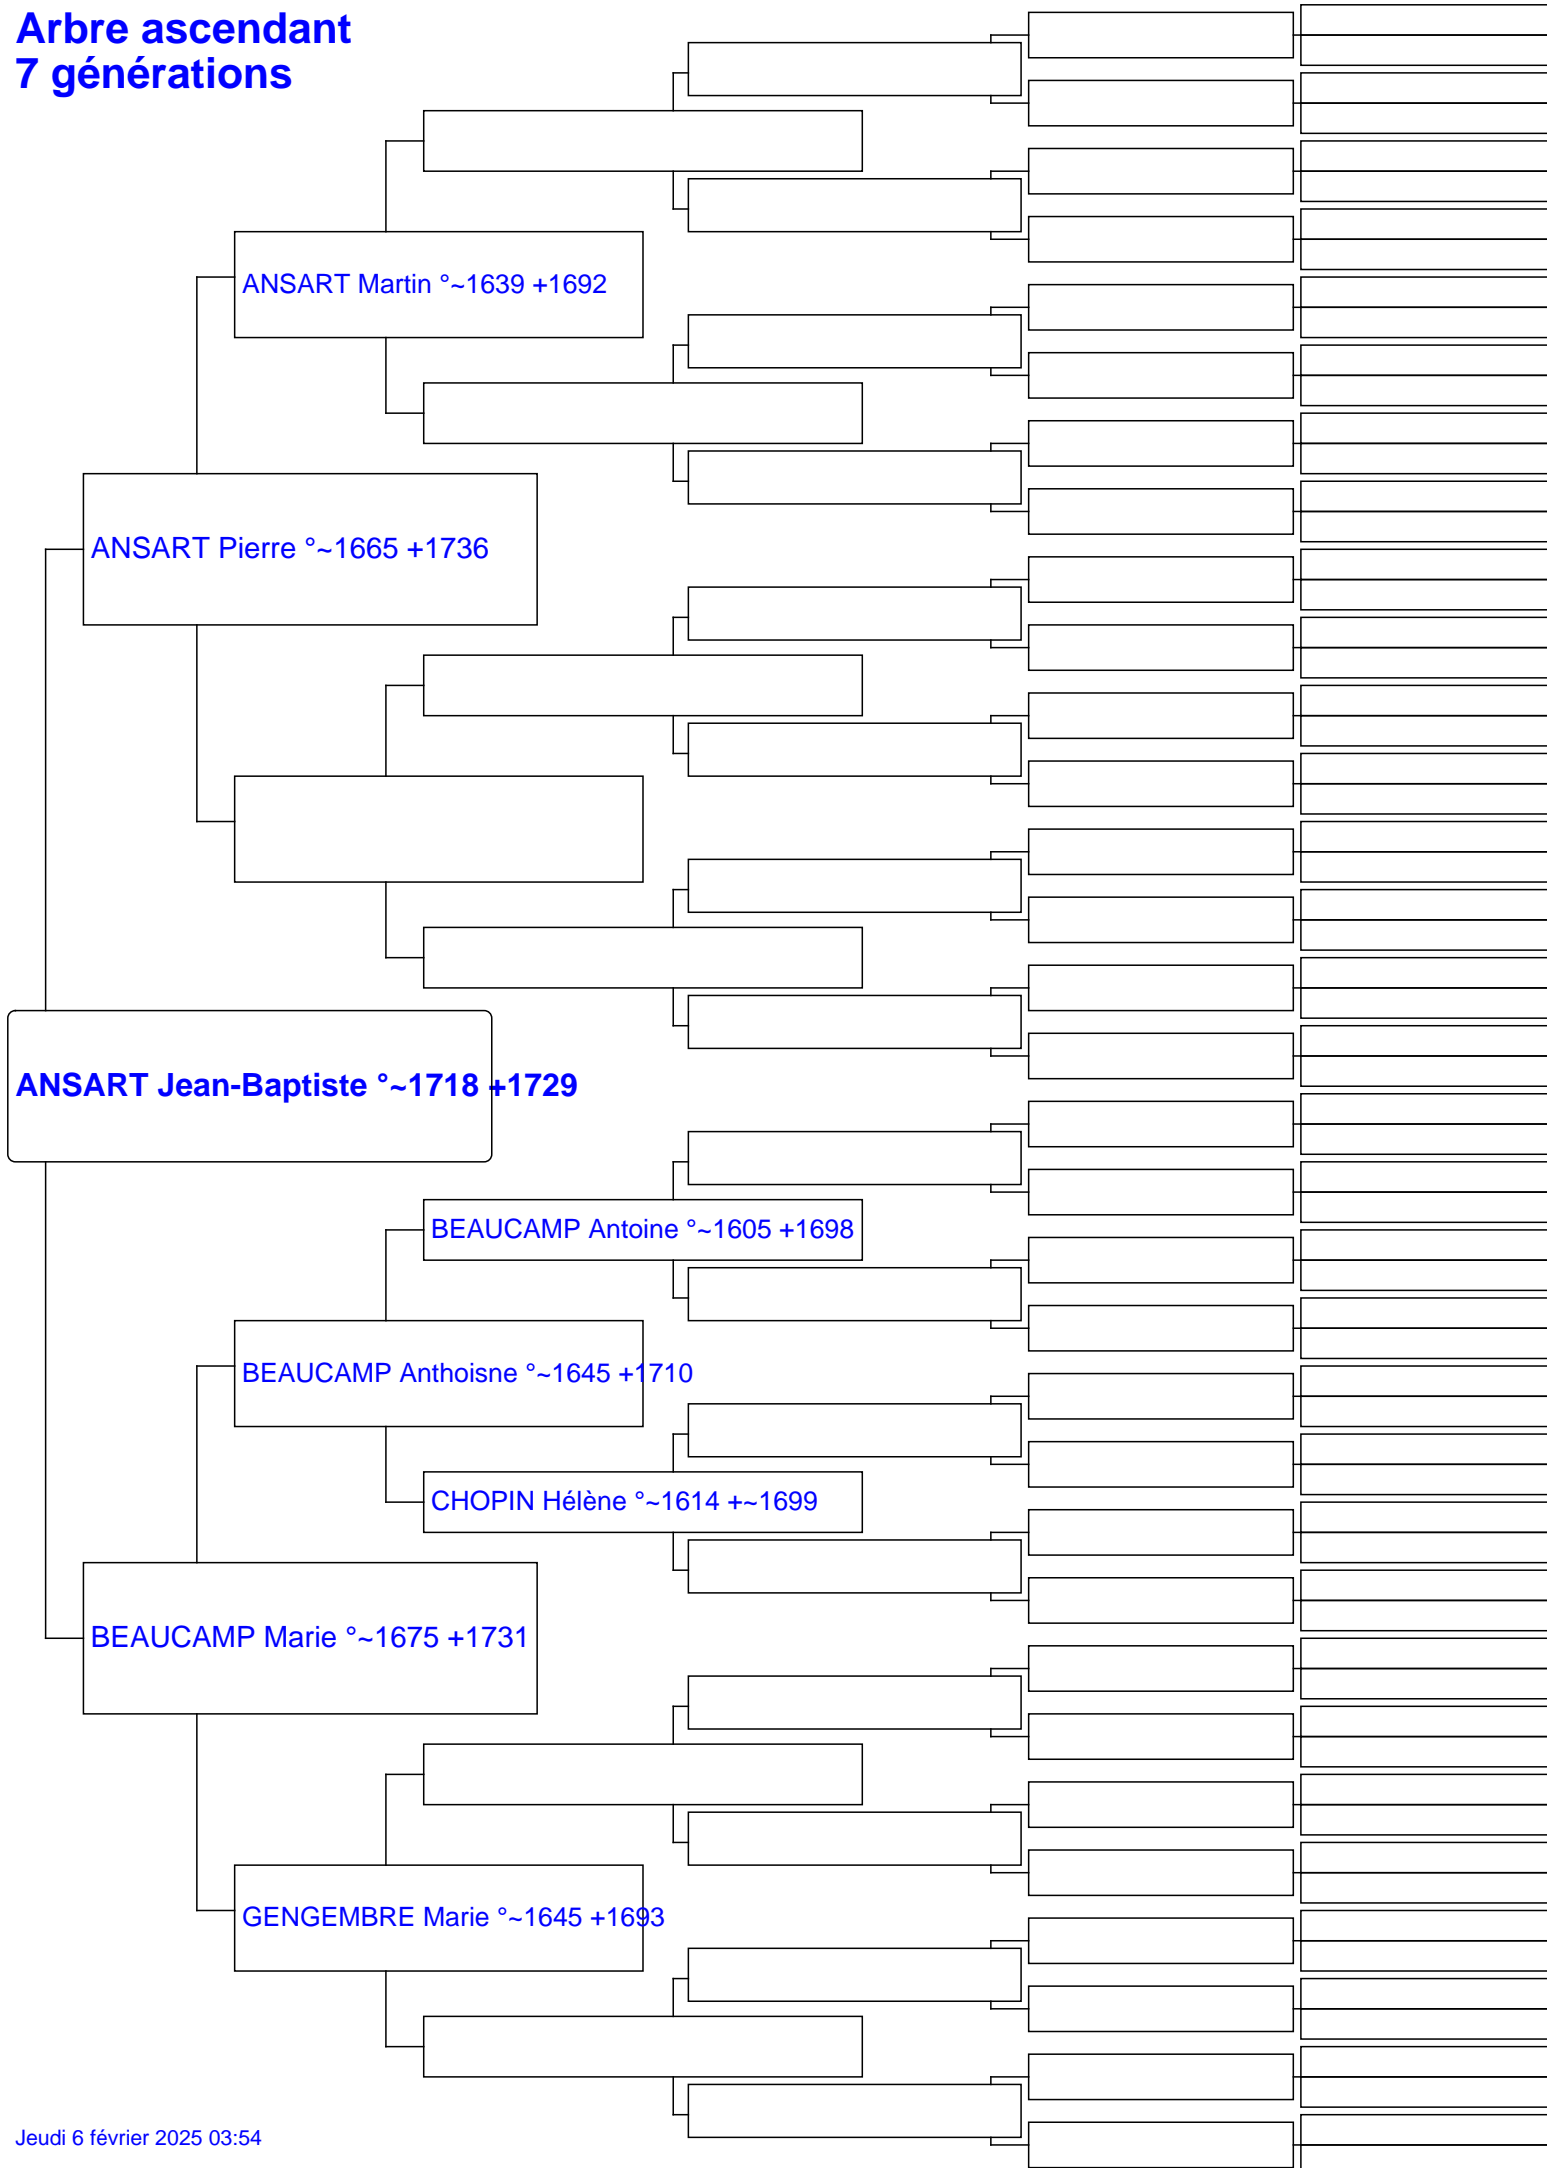 Arbre ascendant
7 générations
ANSART Martin °~1639 +1692
ANSART Pierre °~1665 +1736
ANSART Jean-Baptiste °~1718 +1729
BEAUCAMP Antoine °~1605 +1698
BEAUCAMP Anthoisne °~1645 +1710
CHOPIN Hélène °~1614 +~1699
BEAUCAMP Marie °~1675 +1731
GENGEMBRE Marie °~1645 +1693
Jeudi 6 février 2025 03:54